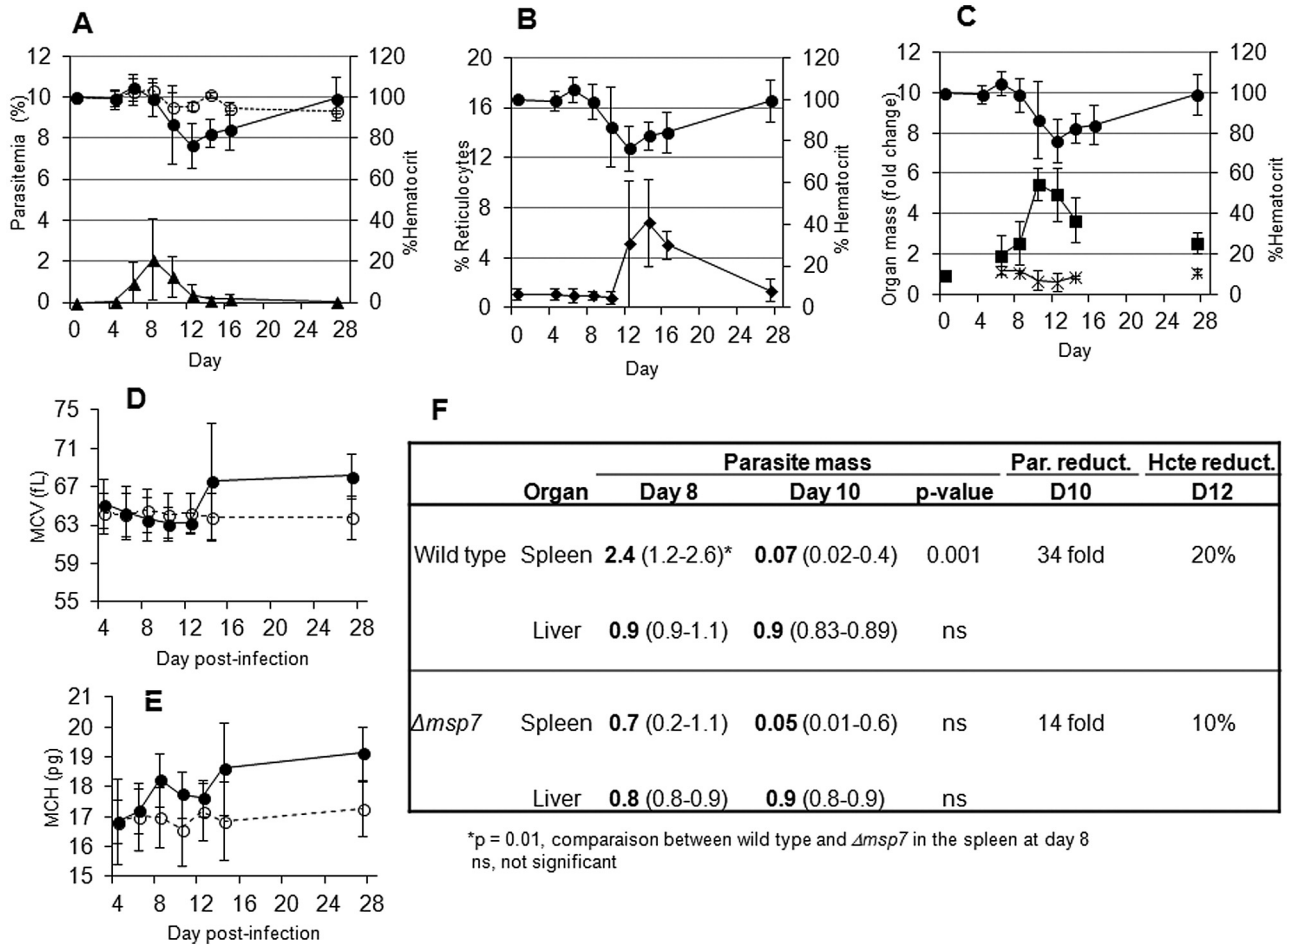 A
12
10
8
6
4
2
0
Parasitemia (%)
120
100
80
60
40
20
0
%Hematocrit
0 4 8 12 16 20 24 28
Day
B
20
16
12
8
4
0
% Reticulocytes
120
100
80
60
40
20
0
% Hematocrit
0 4 8 12 16 20 24 28
Day
C
12
10
8
6
4
2
0
Organ mass (fold change)
120
100
80
60
40
20
0
%Hematocrit
0 4 8 12 16 20 24 28
Day
D
75
71
67
63
59
55
MCV (fL)
4 8 12 16 20 24 28
Day post-infection
E
21
20
19
18
17
16
15
MCH (pg)
4 8 12 16 20 24 28
Day post-infection
F
Parasite mass Par. reduct. Hcte reduct.
Organ Day 8 Day 10 p-value D10 D12
Wild type Spleen 2.4 (1.2-2.6)* 0.07 (0.02-0.4) 0.001 34 fold 20%
Liver 0.9 (0.9-1.1) 0.9 (0.83-0.89) ns
Δmsp7 Spleen 0.7 (0.2-1.1) 0.05 (0.01-0.6) ns 14 fold 10%
Liver 0.8 (0.8-0.9) 0.9 (0.8-0.9) ns
*p = 0.01, comparaison between wild type and Δmsp7 in the spleen at day 8
ns, not significant